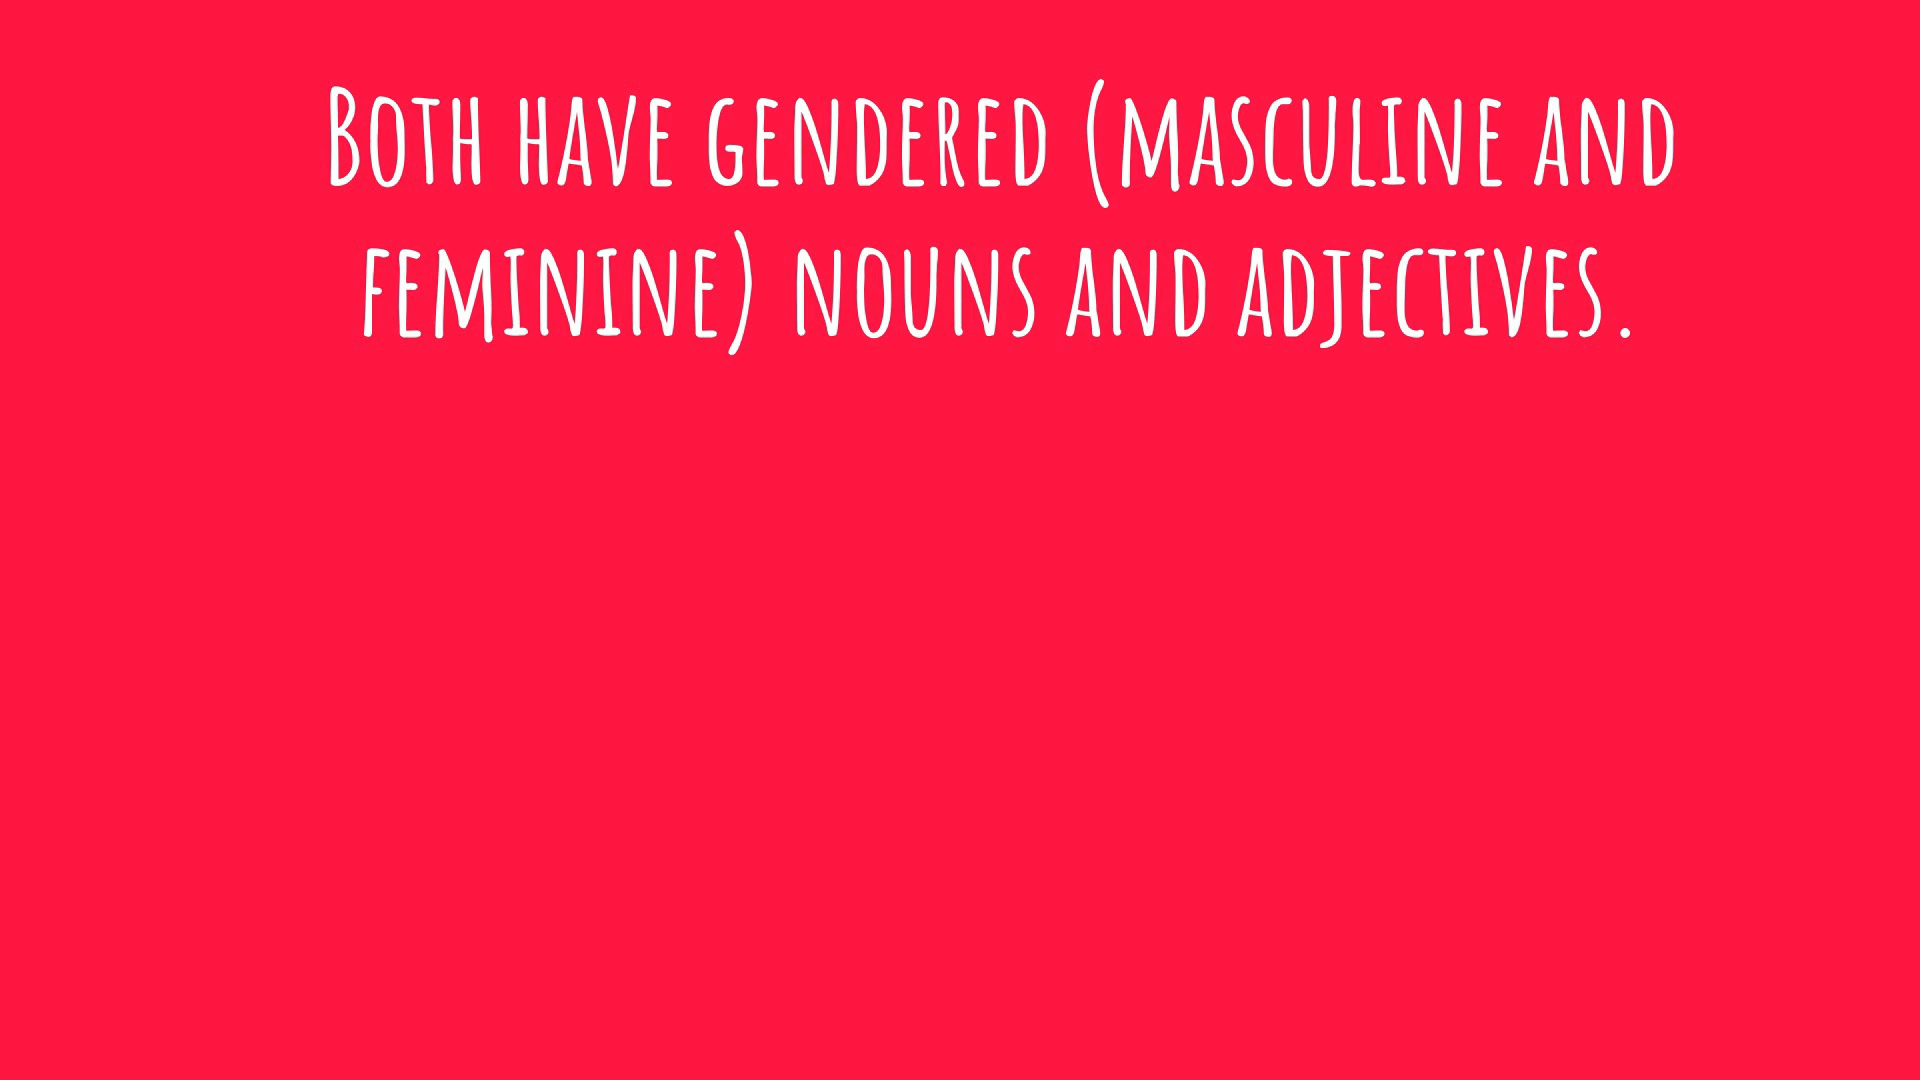 Both have gendered (masculine and
feminine) nouns and adjectives.